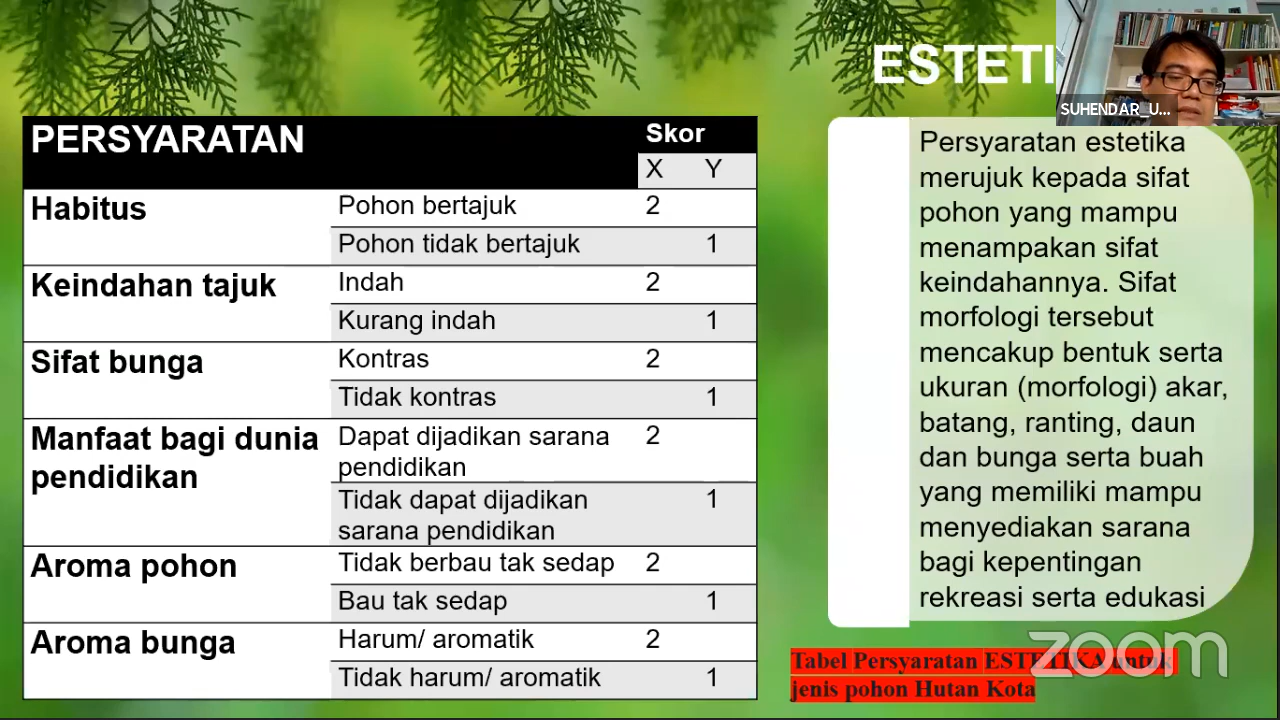 ESTETI
SUHENDAR_U...
PERSYARATAN
Skor
X Y
Habitus
Pohon bertajuk 2
Pohon tidak bertajuk 1
Keindahan tajuk
Indah 2
Kurang indah 1
Sifat bunga
Kontras 2
Tidak kontras 1
Manfaat bagi dunia
pendidikan
Dapat dijadikan sarana 2
pendidikan
Tidak dapat dijadikan 1
sarana pendidikan
Aroma pohon
Tidak berbau tak sedap 2
Bau tak sedap 1
Aroma bunga
Harum/ aromatik 2
Tidak harum/ aromatik 1
Persyaratan estetika
merujuk kepada sifat
pohon yang mampu
menampakan sifat
keindahannya. Sifat
morfologi tersebut
mencakup bentuk serta
ukuran (morfologi) akar,
batang, ranting, daun
dan bunga serta buah
yang memiliki mampu
menyediakan sarana
bagi kepentingan
rekreasi serta edukasi
Tabel Persyaratan ESTETIKA untuk
jenis pohon Hutan Kota
zoom